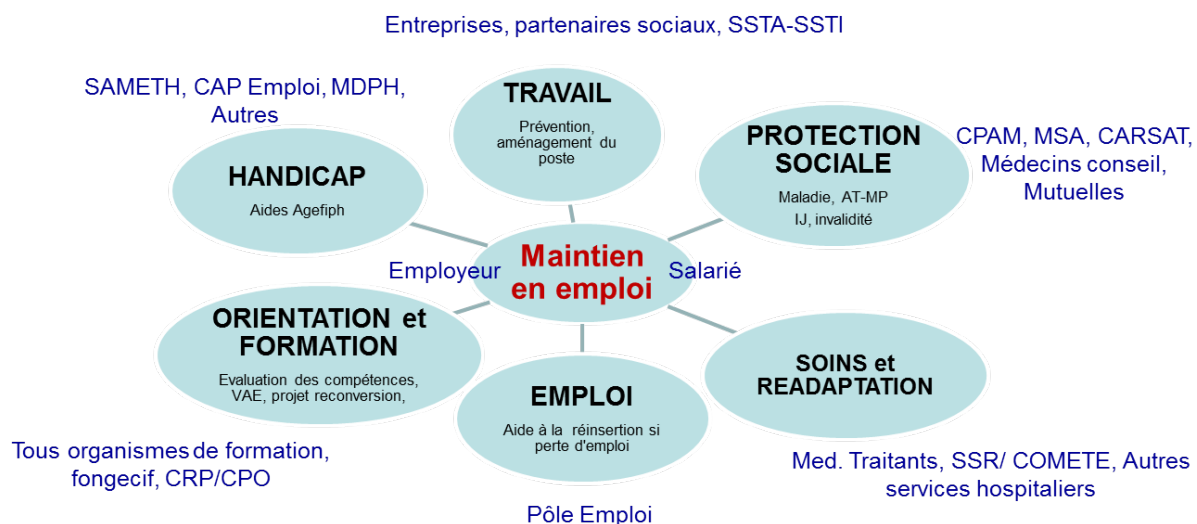 Entreprises, partenaires sociaux, SSTA-SSTI
SAMETH, CAP Emploi, MDPH,
Autres
TRAVAIL
Prévention,
aménagement du
poste
HANDICAP
Aides Agefiph
PROTECTION
SOCIALE
Maladie, AT-MP
IJ, invalidité
CPAM, MSA, CARSAT,
Médecins conseil,
Mutuelles
Employeur
Maintien
en emploi
Salarié
ORIENTATION et
FORMATION
Evaluation des compétences,
VAE, projet reconversion,
EMPLOI
Aide à la réinsertion si
perte d'emploi
SOINS et
READAPTATION
Tous organismes de formation,
fongecif, CRP/CPO
Med. Traitants, SSR/ COMETE, Autres
services hospitaliers
Pôle Emploi